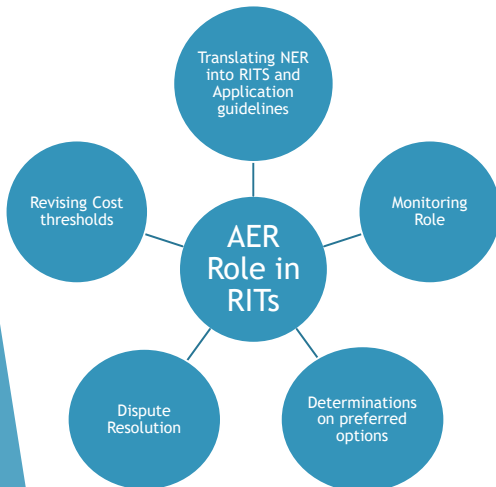 Translating NER
into RITS and
Application
guidelines
Revising Cost
thresholds
Monitoring
Role
AER
Role in
RITs
Dispute
Resolution
Determinations
on preferred
options